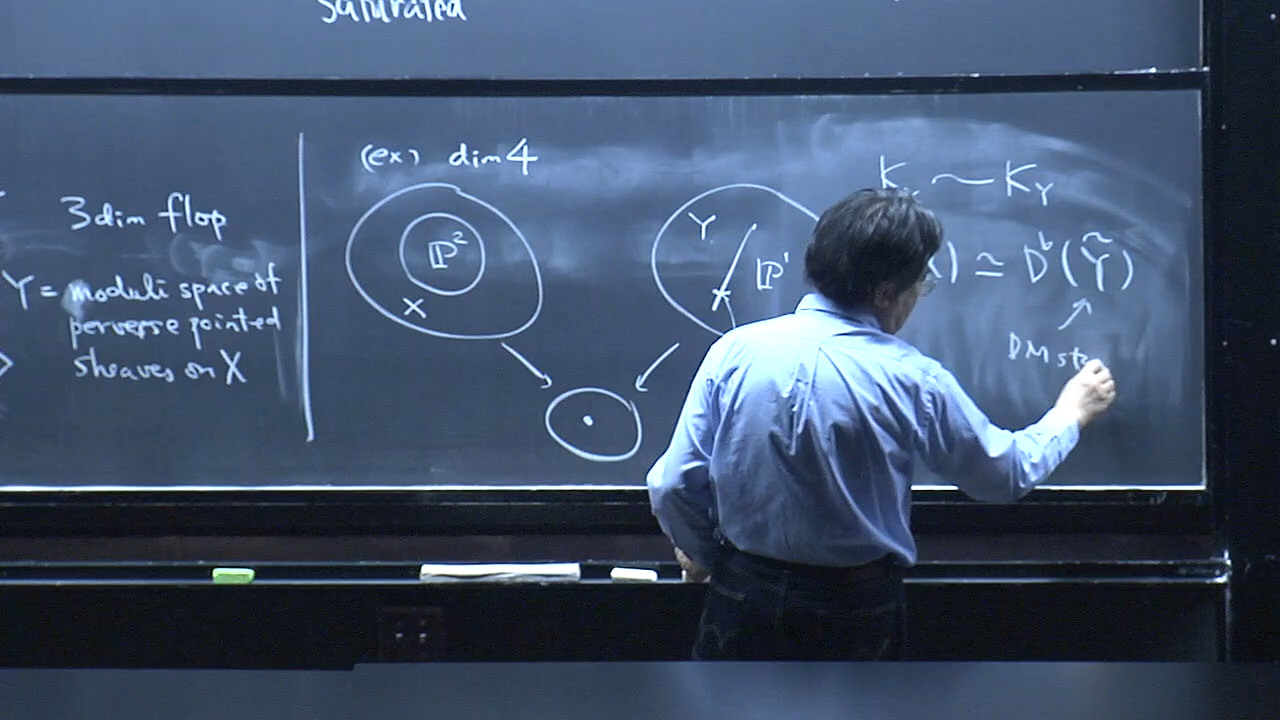 saturated
3dim flop
Y = moduli space of
perverse pointed
sheaves on X
(ex) dim 4
ℙ²
X
Y
ℙ¹
K ~ K_Y
) ≃ D^b(Ỹ)
DM st